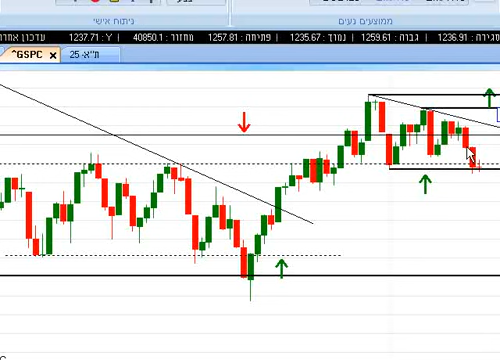 ממוצעים נעים
ניתוח אישי
סגירה : 1236.91 | גבוה : 1259.61 | נמוך : 1235.67 | פתיחה : 1257.81 | מחזור : 40850.1 | Y : 1237.71 | עדכון אחרון
^GSPC
ת"א- 25